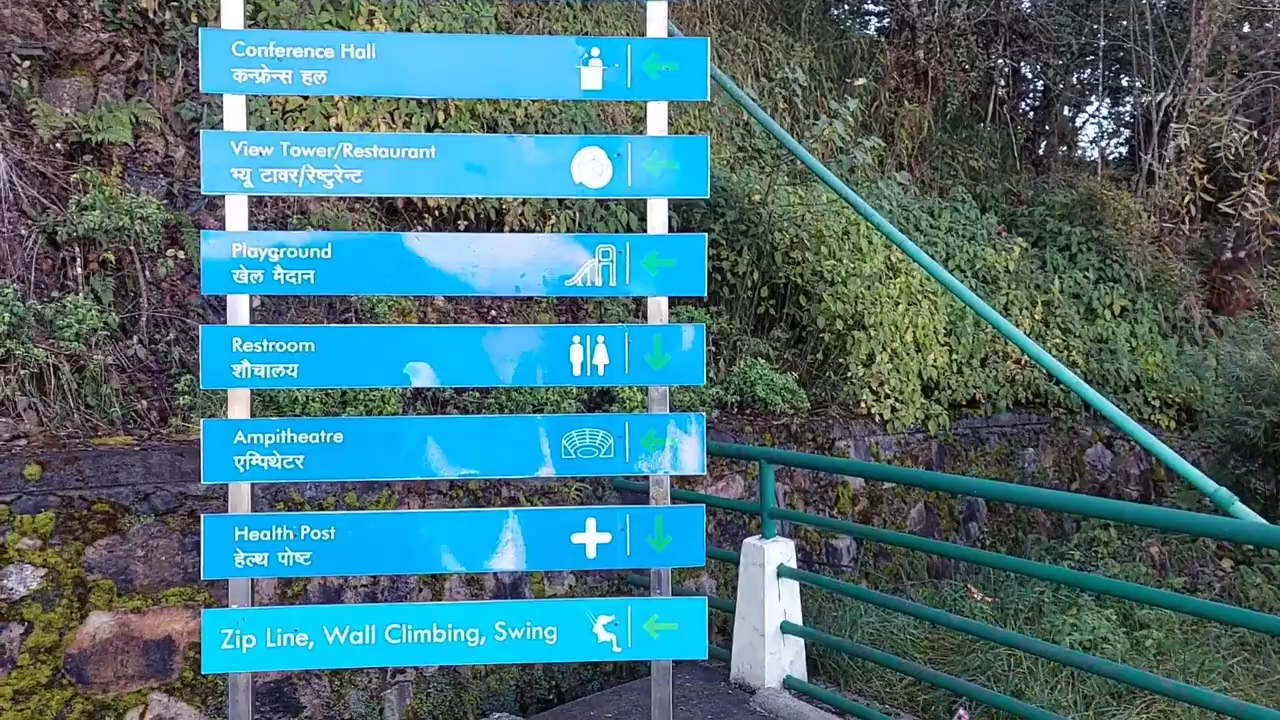 Conference Hall
कन्फ्रेन्स हल
View Tower/Restaurant
भ्यू टावर/रेष्टुरेन्ट
Playground
खेल मैदान
Restroom
शौचालय
Ampitheatre
एम्पिथेटर
Health Post
हेल्थ पोष्ट
Zip Line, Wall Climbing, Swing